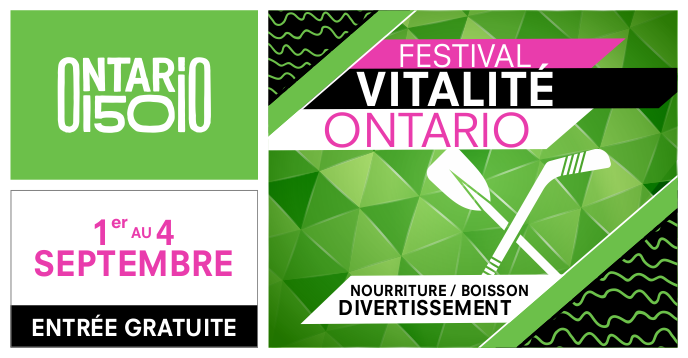 ONTARiO
150
1er AU 4
SEPTEMBRE
ENTRÉE GRATUITE
FESTIVAL
VITALITÉ
ONTARIO
NOURRITURE / BOISSON
DIVERTISSEMENT